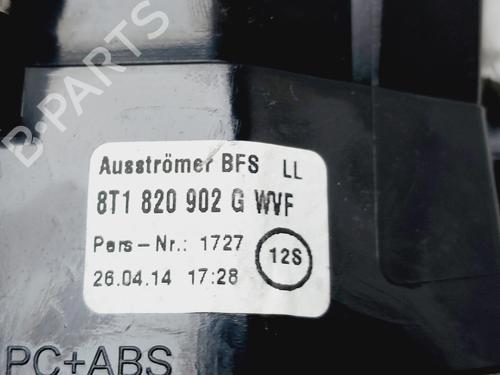 B-PARTS
Ausströmer BFS LL
8T1 820 902 G WVF
Pers-Nr.: 1727
12S
26.04.14 17:28
PC+ABS